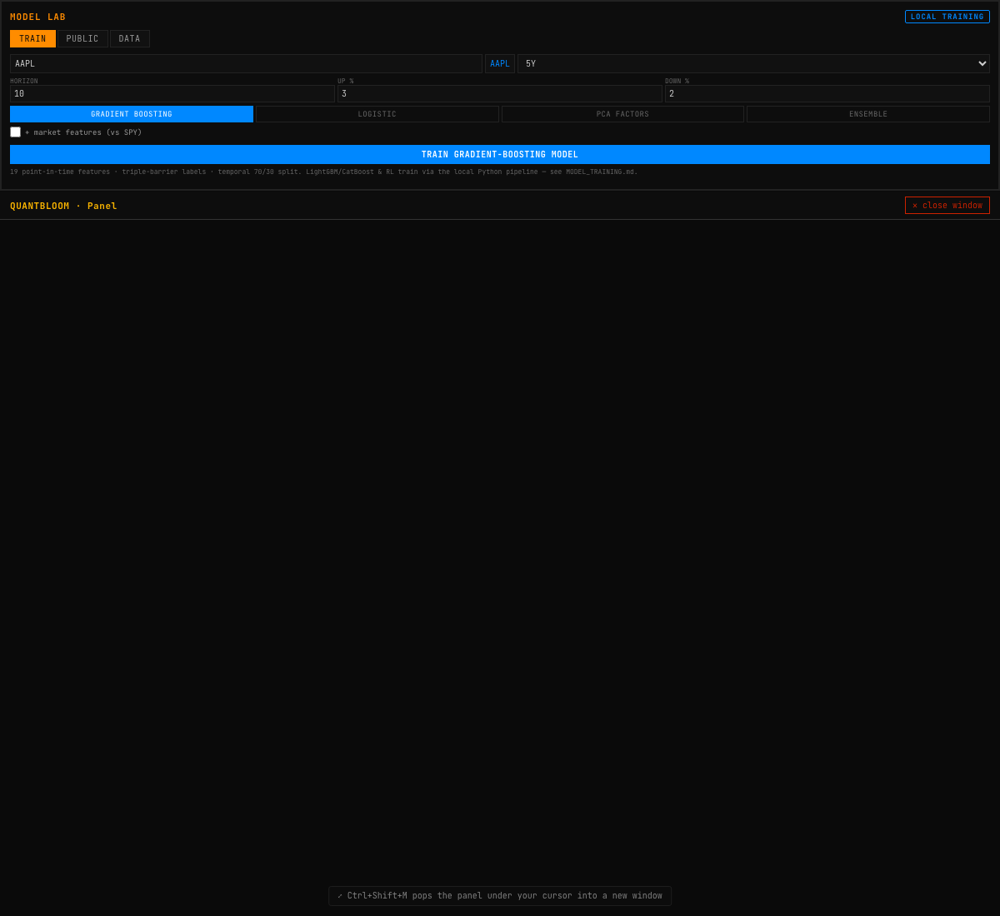 MODEL LAB
LOCAL TRAINING
TRAIN
PUBLIC
DATA
AAPL
AAPL
5Y
HORIZON
UP %
DOWN %
10
3
2
GRADIENT BOOSTING
LOGISTIC
PCA FACTORS
ENSEMBLE
+ market features (vs SPY)
TRAIN GRADIENT-BOOSTING MODEL
19 point-in-time features · triple-barrier labels · temporal 70/30 split. LightGBM/CatBoost & RL train via the local Python pipeline — see MODEL_TRAINING.md.
QUANTBLOOM · Panel
× close window
⤢ Ctrl+Shift+M pops the panel under your cursor into a new window